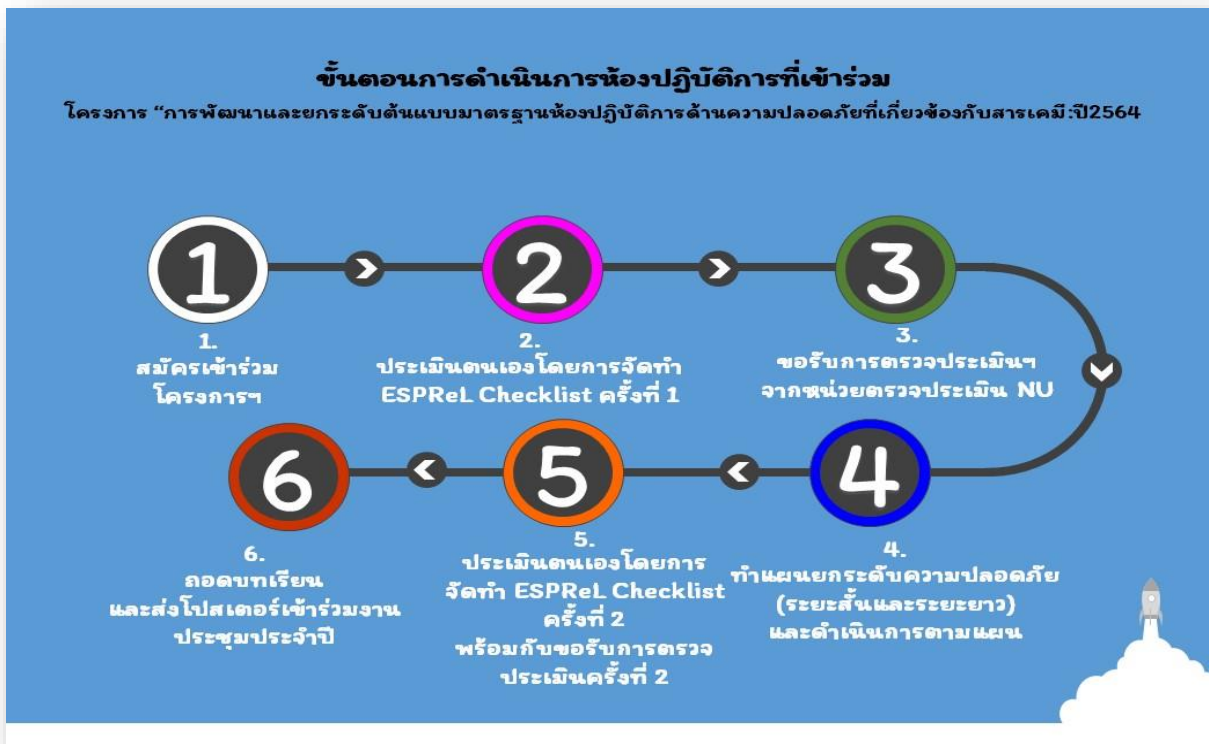 ขั้นตอนการดำเนินการห้องปฏิบัติการที่เข้าร่วม
โครงการ “การพัฒนาและยกระดับต้นแบบมาตรฐานห้องปฏิบัติการด้านความปลอดภัยที่เกี่ยวข้องกับสารเคมี:ปี2564
1
2
3
1.
สมัครเข้าร่วม
โครงการฯ
2.
ประเมินตนเองโดยการจัดทำ
ESPReL Checklist ครั้งที่ 1
3.
ขอรับการตรวจประเมินฯ
จากหน่วยตรวจประเมิน NU
6
5
4
6.
ถอดบทเรียน
และส่งโปสเตอร์เข้าร่วมงาน
ประชุมประจำปี
5.
ประเมินตนเองโดยการ
จัดทำ ESPReL Checklist
ครั้งที่ 2
พร้อมกับขอรับการตรวจ
ประเมินครั้งที่ 2
4.
ทำแผนยกระดับความปลอดภัย
(ระยะสั้นและระยะยาว)
และดำเนินการตามแผน